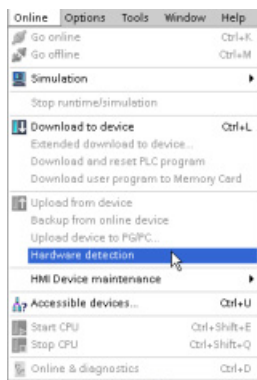 Online Options Tools Window Help
Go online Ctrl+K
Go offline Ctrl+M
Simulation
Stop runtime/simulation
Download to device Ctrl+L
Extended download to device...
Download and reset PLC program
Download user program to Memory Card
Upload from device
Backup from online device
Upload device to PG/PC...
Hardware detection
HMI Device maintenance
Accessible devices... Ctrl+U
Start CPU Ctrl+Shift+E
Stop CPU Ctrl+Shift+Q
Online & diagnostics Ctrl+D